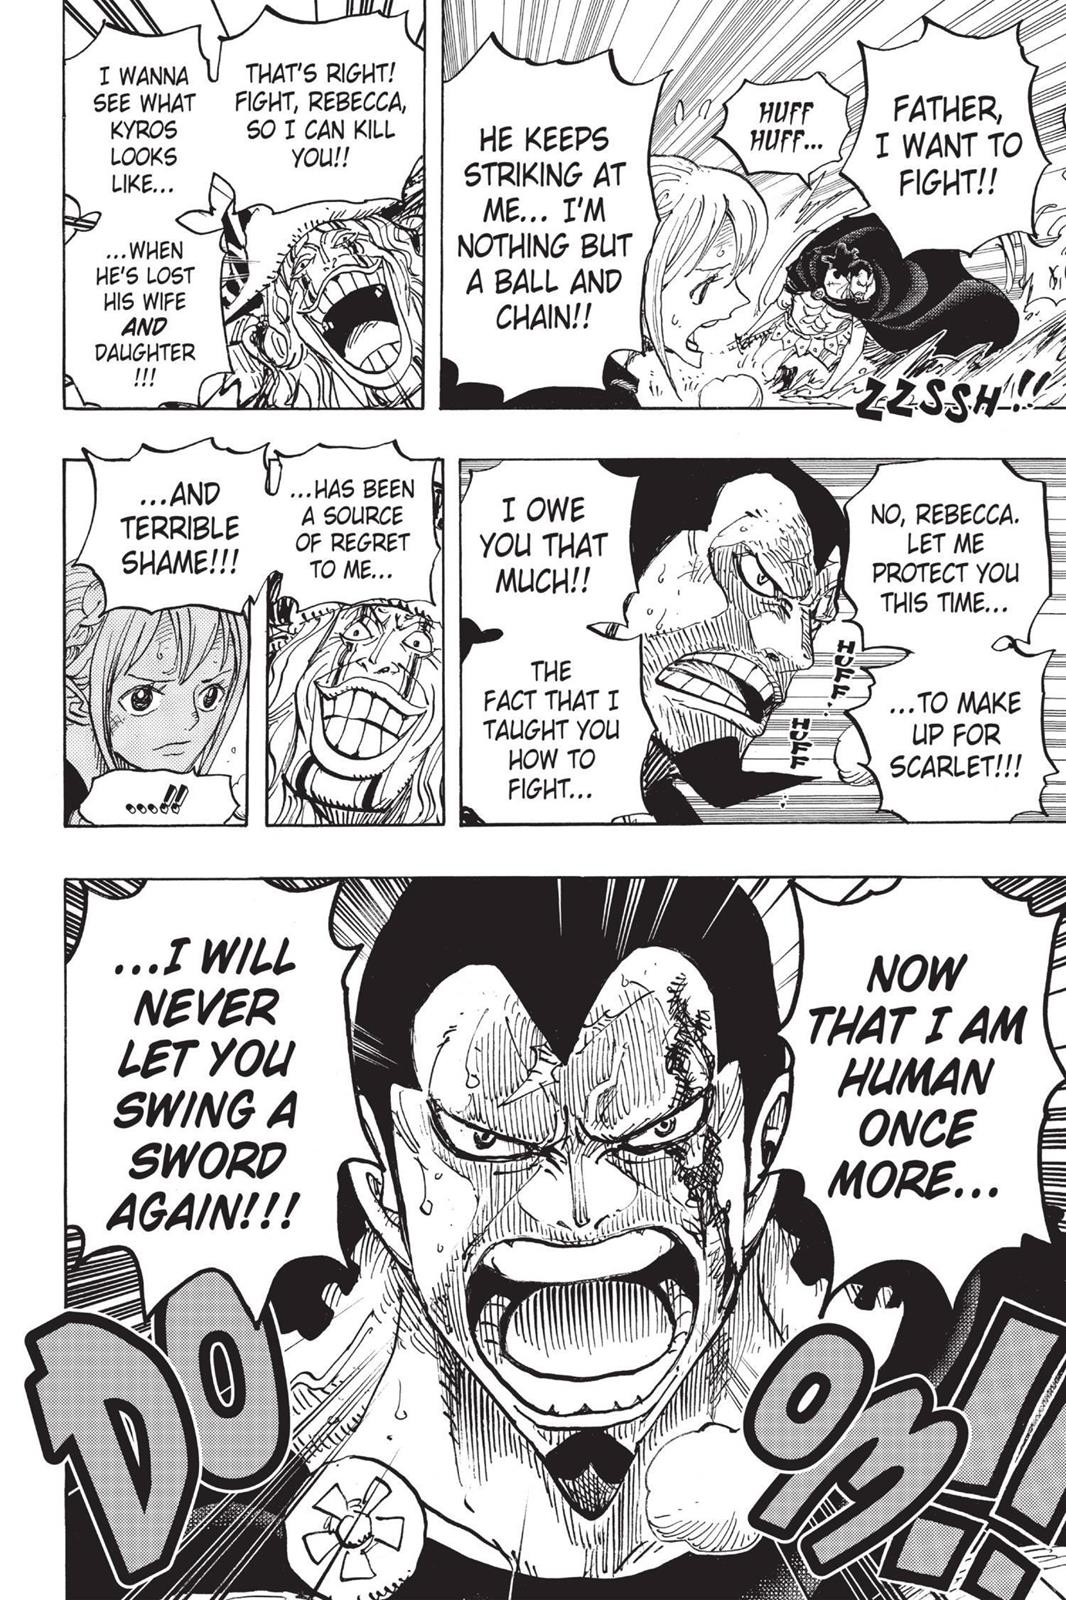 FATHER,
I WANT TO
FIGHT!!
HUFF
HUFF...
HE KEEPS
STRIKING AT
ME... I'M
NOTHING BUT
A BALL AND
CHAIN!!
ZZSSH!!
THAT'S RIGHT!
FIGHT, REBECCA,
SO I CAN KILL
YOU!!
I WANNA
SEE WHAT
KYROS
LOOKS
LIKE...
...WHEN
HE'S LOST
HIS WIFE
AND
DAUGHTER
!!!
NO, REBECCA.
LET ME
PROTECT YOU
THIS TIME...
...TO MAKE
UP FOR
SCARLET!!!
HUFF...
HUFF
I OWE
YOU THAT
MUCH!!
THE
FACT THAT I
TAUGHT YOU
HOW TO
FIGHT...
...HAS BEEN
A SOURCE
OF REGRET
TO ME...
...AND
TERRIBLE
SHAME!!!
....!!
NOW
THAT I AM
HUMAN
ONCE
MORE...
...I WILL
NEVER
LET YOU
SWING A
SWORD
AGAIN!!!
DOOM!!